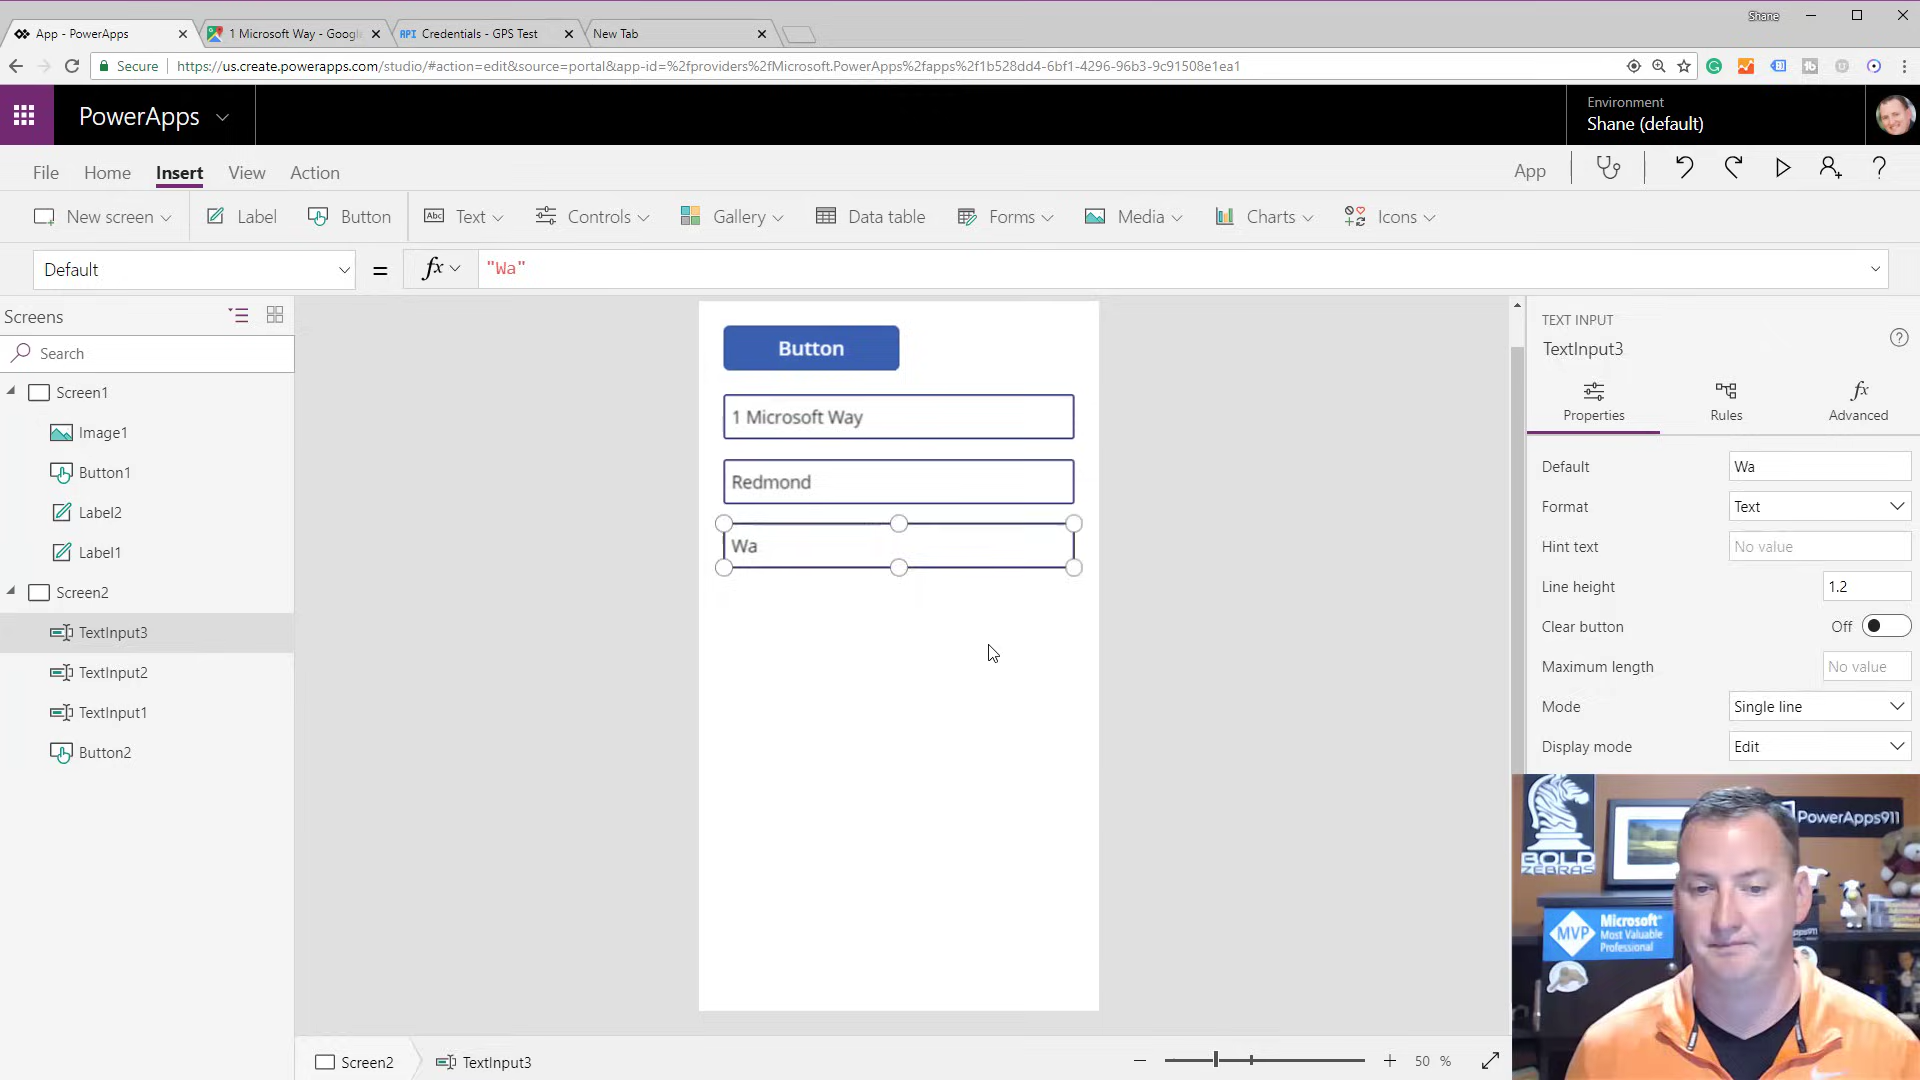 Shane
App - PowerApps
1 Microsoft Way - Googl
API Credentials - GPS Test
New Tab
Secure
https://us.create.powerapps.com/studio/#action=edit&source=portal&app-id=%2fproviders%2fMicrosoft.PowerApps%2fapps%2f1b528dd4-6bf1-4296-96b3-9c91508e1ea1
PowerApps
Environment
Shane (default)
File
Home
Insert
View
Action
App
New screen
Label
Button
Abc Text
Controls
Gallery
Data table
Forms
Media
Charts
Icons
Default
=
fx
"Wa"
Screens
Search
Screen1
Image1
Button1
Label2
Label1
Screen2
TextInput3
TextInput2
TextInput1
Button2
Button
1 Microsoft Way
Redmond
Wa
TEXT INPUT
TextInput3
Properties
Rules
fx
Advanced
Default Wa
Format Text
Hint text No value
Line height 1.2
Clear button Off
Maximum length No value
Mode Single line
Display mode Edit
BOLD
ZEBRAS
PowerApps911
MVP
Microsoft
Most Valuable
Professional
Screen2
TextInput3
50 %